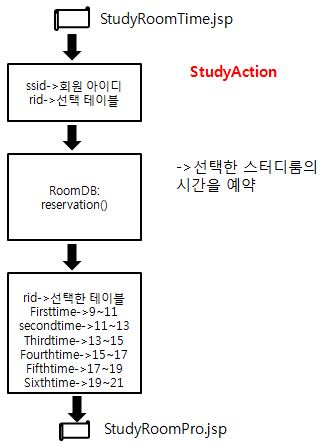 StudyRoomTime.jsp
ssid->회원 아이디
rid->선택 테이블
StudyAction
RoomDB:
reservation()
->선택한 스터디룸의
시간을 예약
rid->선택한 테이블
Firsttime->9~11
secondtime->11~13
Thirdtime->13~15
Fourthtime->15~17
Fifthtime->17~19
Sixthtime->19~21
StudyRoomPro.jsp